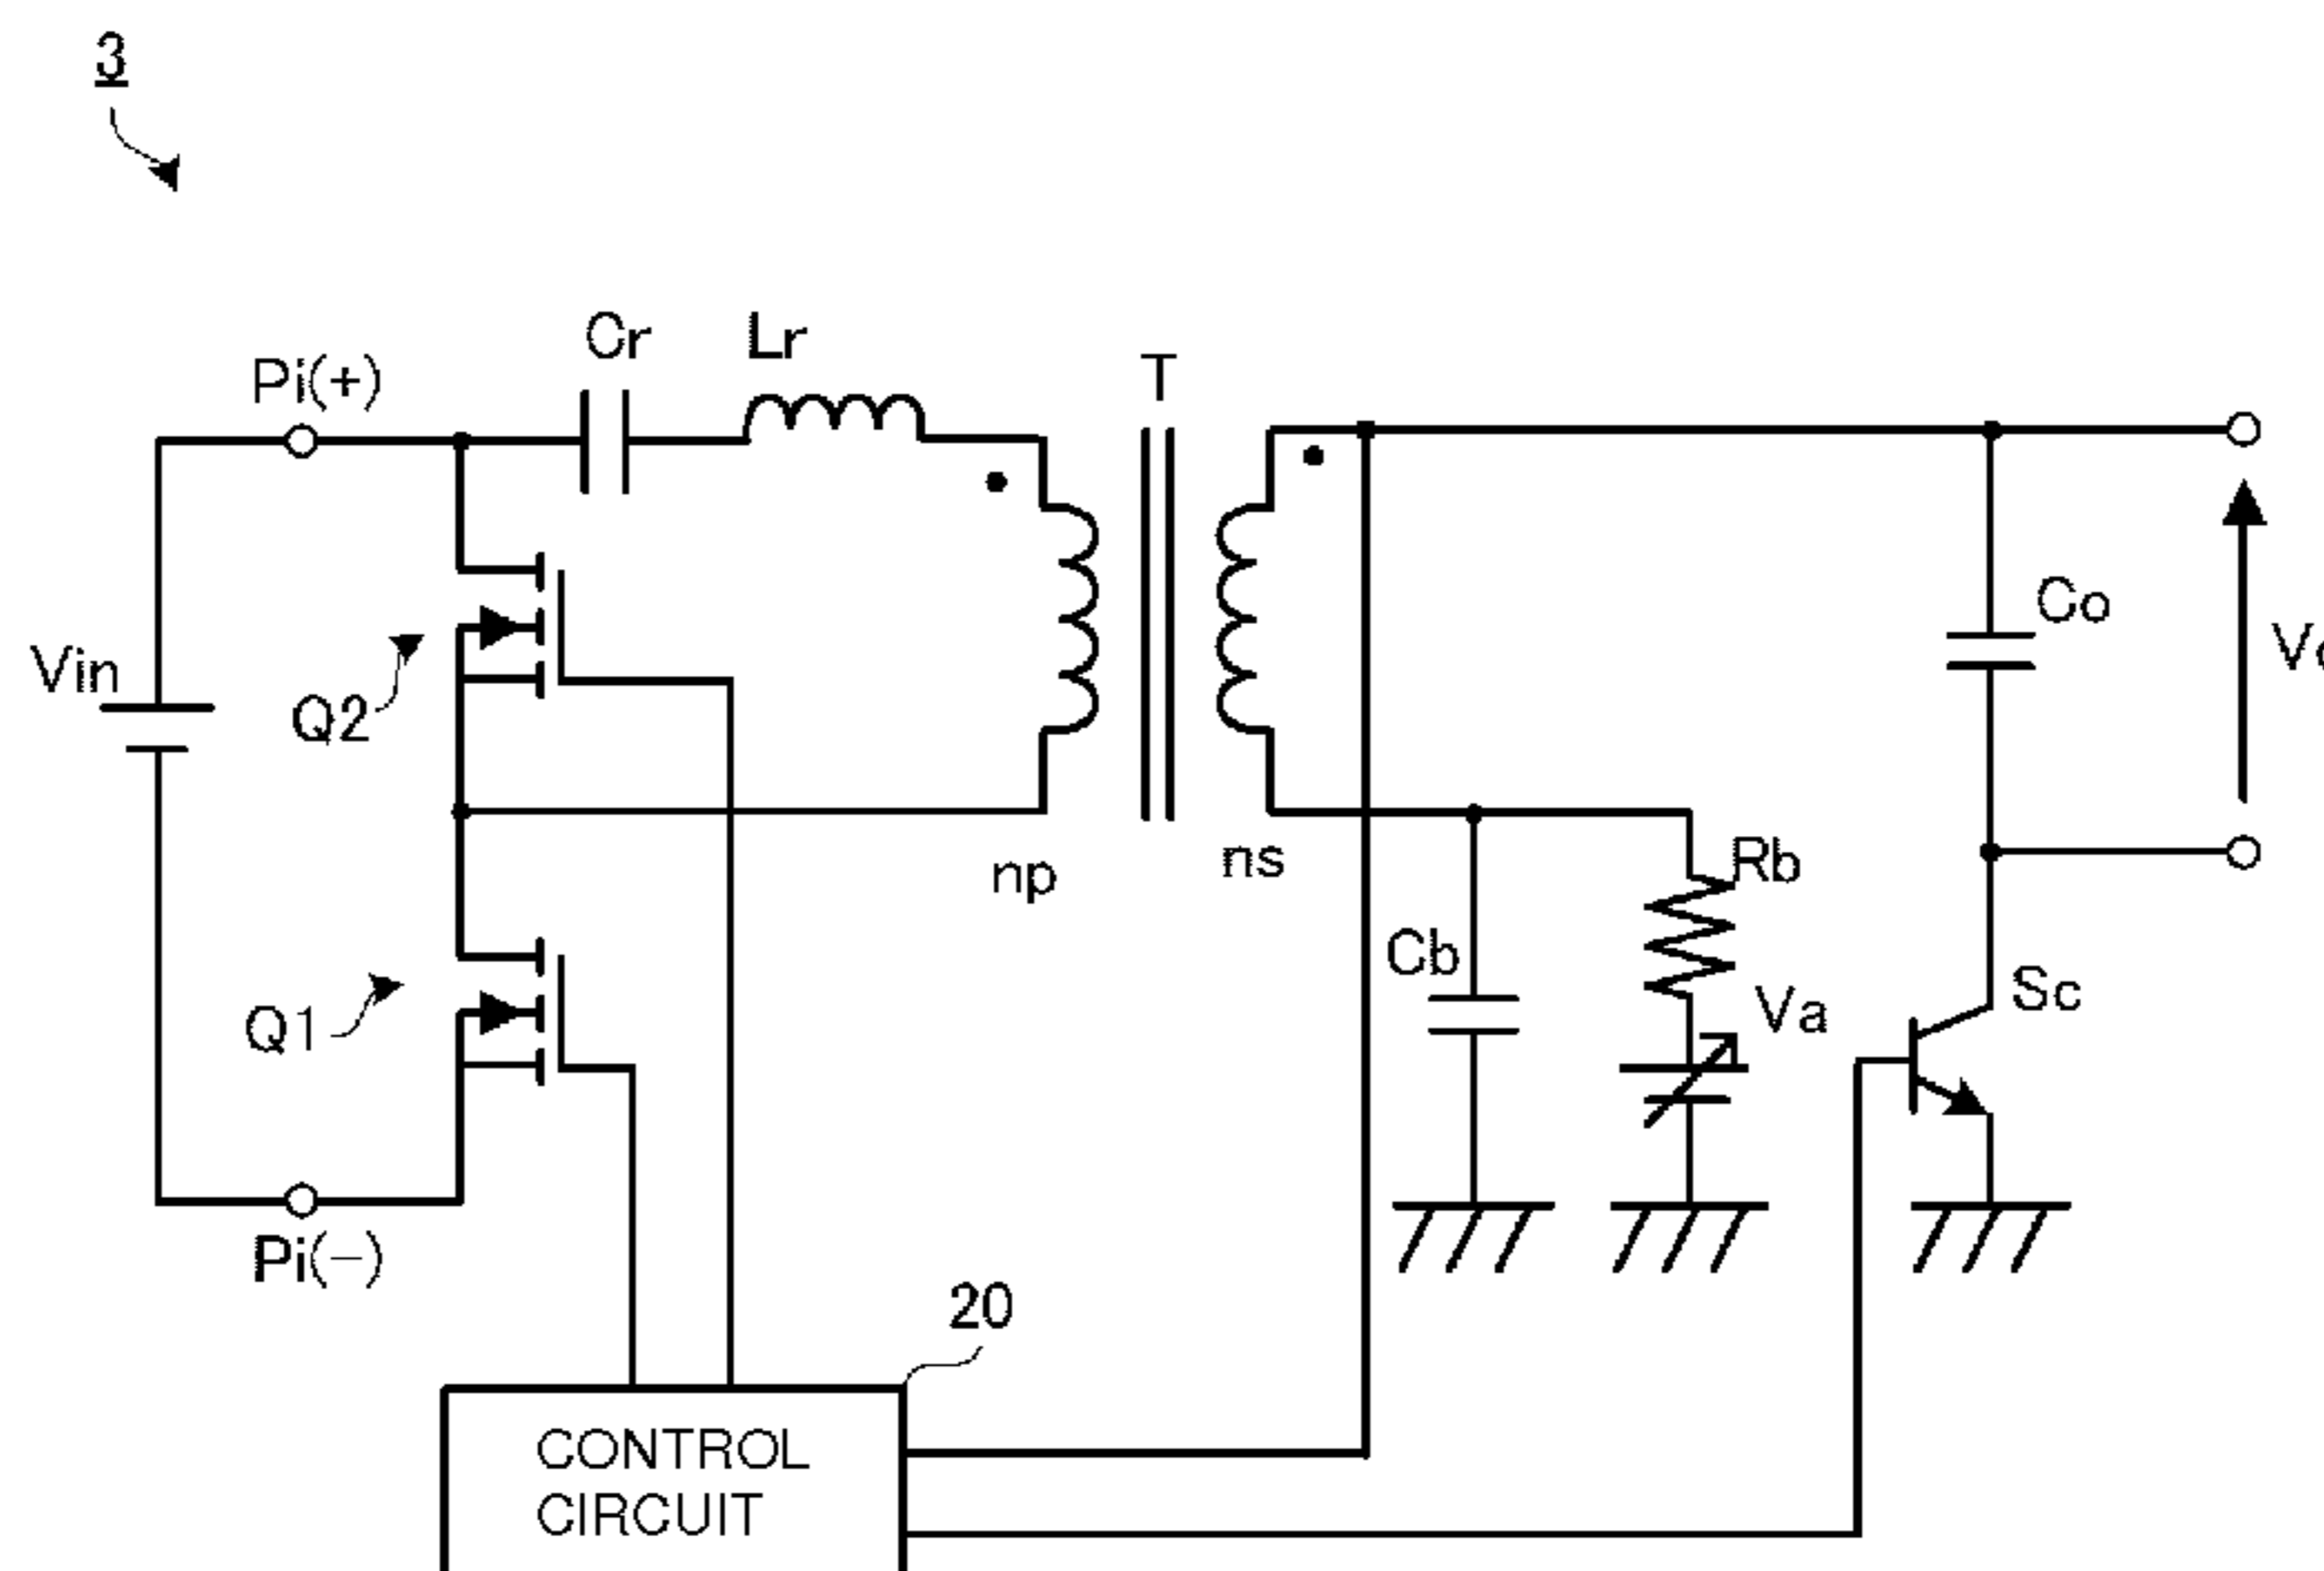 3
Cr
Lr
T
Pi(+)
Co
Vin
Q2
np
ns
Rb
Cb
Sc
Va
Q1
Pi(−)
20
CONTROL
CIRCUIT